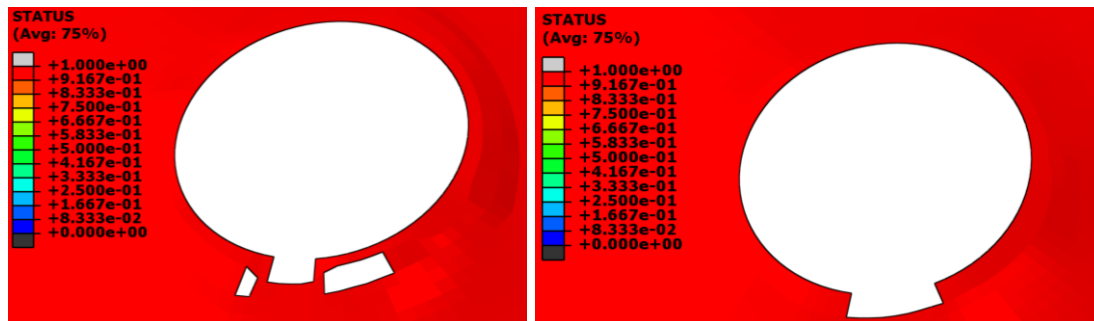 STATUS
(Avg: 75%)
+1.000e+00
+9.167e-01
+8.333e-01
+7.500e-01
+6.667e-01
+5.833e-01
+5.000e-01
+4.167e-01
+3.333e-01
+2.500e-01
+1.667e-01
+8.333e-02
+0.000e+00
STATUS
(Avg: 75%)
+1.000e+00
+9.167e-01
+8.333e-01
+7.500e-01
+6.667e-01
+5.833e-01
+5.000e-01
+4.167e-01
+3.333e-01
+2.500e-01
+1.667e-01
+8.333e-02
+0.000e+00